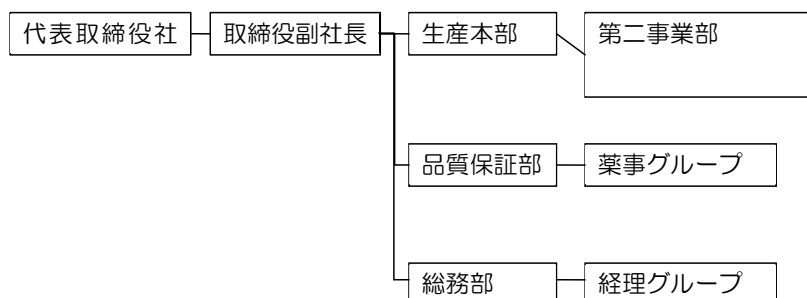 代表取締役社
取締役副社長
生産本部
第二事業部
品質保証部
薬事グループ
総務部
経理グループ